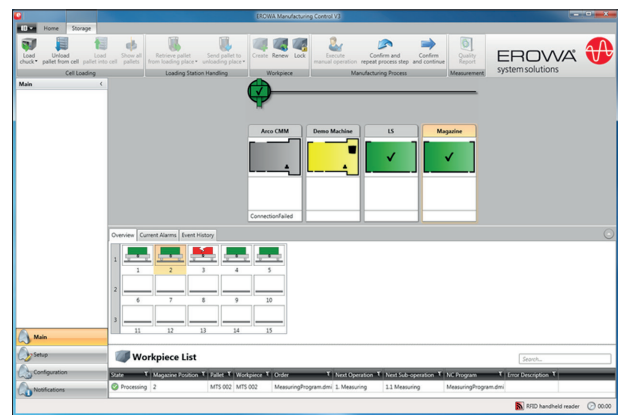 EROWA Manufacturing Control V3
Home Storage
Load chuck
Unload pallet from cell
Load pallet into cell
Show all pallets
Retrieve pallet from loading place
Send pallet to unloading place
Create Renew Lock
Execute manual operation
Confirm and repeat process step
Confirm and continue
Quality Report
Cell Loading
Loading Station Handling
Workpiece
Manufacturing Process
Measurement
EROWA
system solutions
Main
Arco CMM
Demo Machine
LS
Magazine
ConnectionFailed
Overview Current Alarms Event History
1
1 2 3 4 5
2
6 7 8 9 10
3
11 12 13 14 15
Main
Setup
Configuration
Notifications
Workpiece List
Search...
State Magazine Position Pallet Workpiece Order Next Operation Next Sub-operation NC Program Error Description
Processing 2 MTS 002 MTS 002 MeasuringProgram.dmi 1. Measuring 1.1 Measuring MeasuringProgram.dmi
RFID handheld reader 00:00